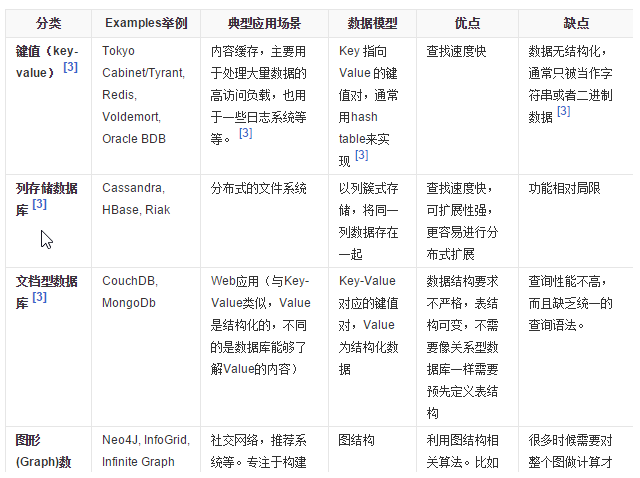 分类
Examples举例
典型应用场景
数据模型
优点
缺点
键值（key-
value） [3]
Tokyo
Cabinet/Tyrant,
Redis,
Voldemort,
Oracle BDB
内容缓存，主要用
于处理大量数据的
高访问负载，也用
于一些日志系统等
等。 [3]
Key 指向
Value 的键
值对，通常
用hash
table来实
现 [3]
查找速度快
数据无结构化，
通常只被当作字
符串或者二进制
数据 [3]
列存储数据
库 [3]
Cassandra,
HBase, Riak
分布式的文件系统
以列簇式存
储，将同一
列数据存在
一起
查找速度快，
可扩展性强，
更容易进行分
布式扩展
功能相对局限
文档型数据
库 [3]
CouchDB,
MongoDb
Web应用（与Key-
Value类似，Value
是结构化的，不同
的是数据库能够了
解Value的内容）
Key-Value
对应的键值
对，Value
为结构化数
据
数据结构要求
不严格，表结
构可变，不需
要像关系型数
据库一样需要
预先定义表结
构
查询性能不高，
而且缺乏统一的
查询语法。
图形
(Graph)数
Neo4J, InfoGrid,
Infinite Graph
社交网络，推荐系
统等。专注于构建
图结构
利用图结构相
关算法。比如
很多时候需要对
整个图做计算才